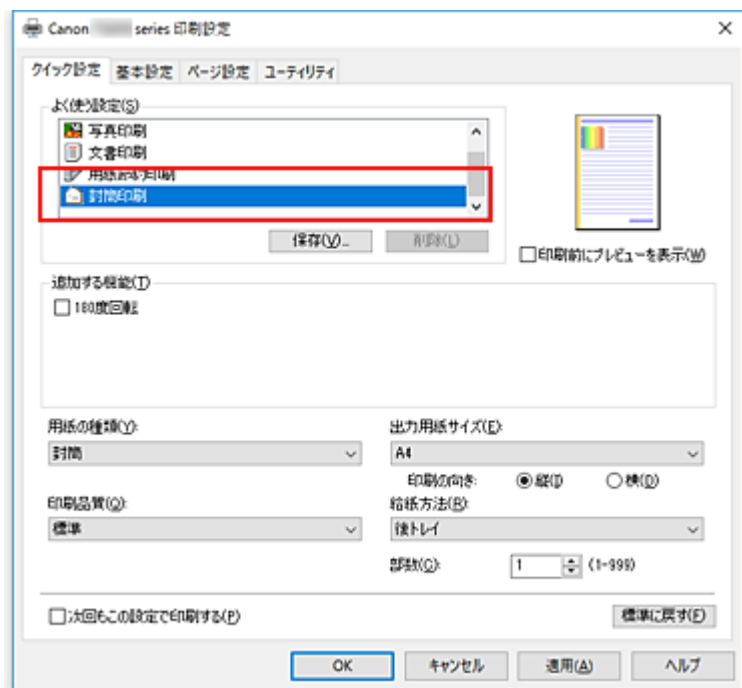 Canon series 印刷設定
クイック設定 基本設定 ページ設定 ユーティリティ
よく使う設定(S)
写真印刷
文書印刷
用紙節約印刷
封筒印刷
保存(V)...
削除(L)
印刷前にプレビューを表示(W)
追加する機能(T)
180度回転
用紙の種類(Y):
封筒
出力用紙サイズ(E):
A4
印刷の向き: 縦(I) 横(D)
印刷品質(Q):
標準
給紙方法(R):
後トレイ
部数(C): 1 (1-999)
次回もこの設定で印刷する(P)
標準に戻す(F)
OK キャンセル 適用(A) ヘルプ